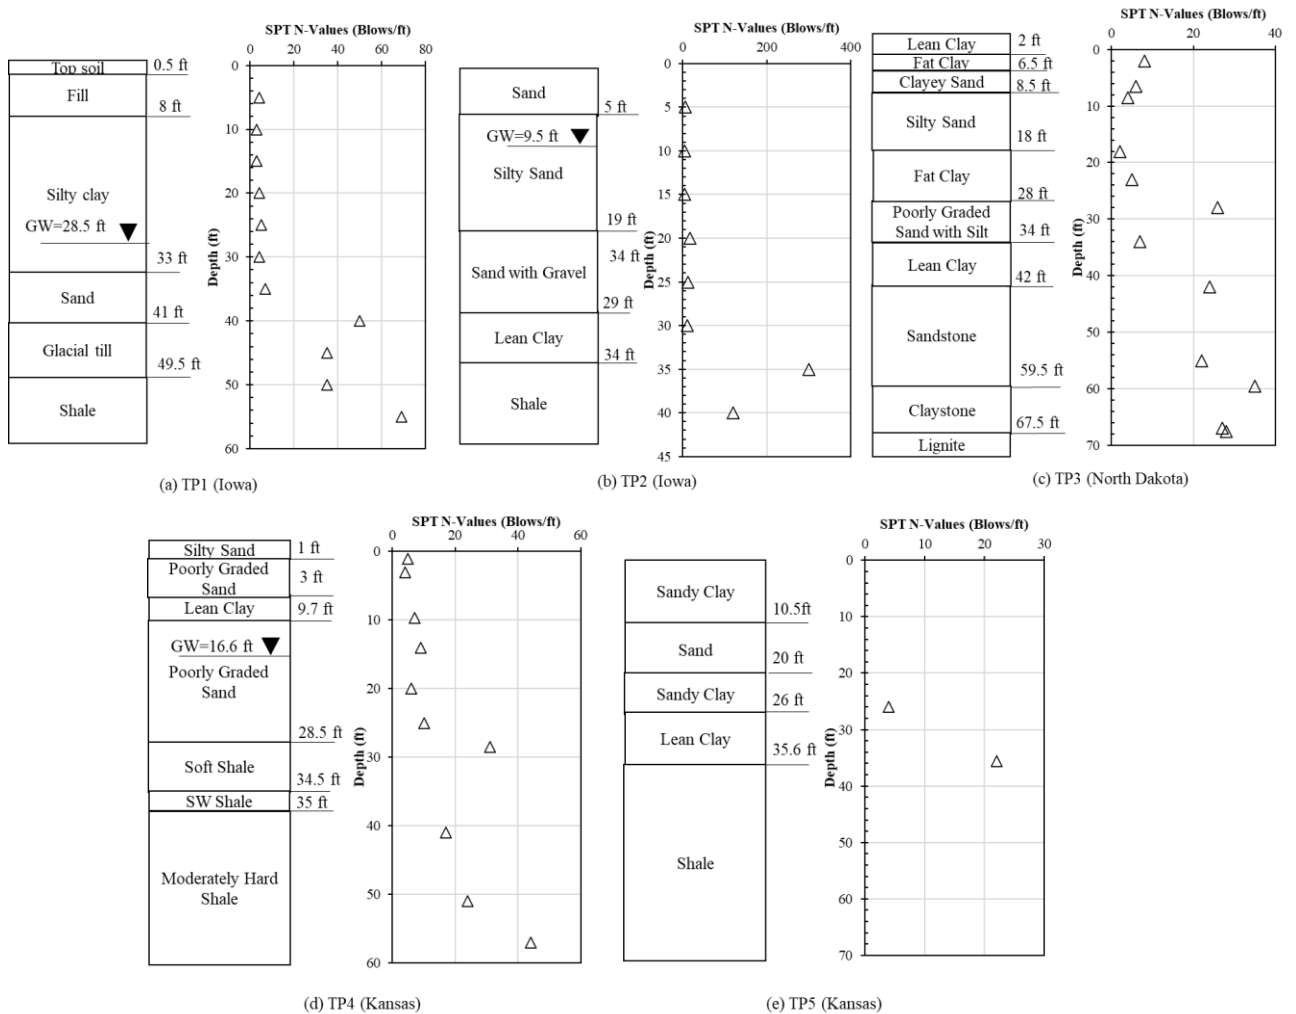 SPT N-Values (Blows/ft)
0 20 40 60 80
Top soil
0.5 ft
Fill
8 ft
Silty clay
GW=28.5 ft
33 ft
Sand
41 ft
Glacial till
49.5 ft
Shale
Depth (ft)
0
10
20
30
40
50
60
(a) TP1 (Iowa)
SPT N-Values (Blows/ft)
0 200 400
Sand
5 ft
GW=9.5 ft
Silty Sand
19 ft
34 ft
Sand with Gravel
29 ft
Lean Clay
34 ft
Shale
Depth (ft)
0
5
10
15
20
25
30
35
40
45
(b) TP2 (Iowa)
SPT N-Values (Blows/ft)
0 20 40
Lean Clay
2 ft
Fat Clay
6.5 ft
Clayey Sand
8.5 ft
Silty Sand
18 ft
Fat Clay
28 ft
Poorly Graded
Sand with Silt
34 ft
Lean Clay
42 ft
Sandstone
59.5 ft
Claystone
67.5 ft
Lignite
Depth (ft)
0
10
20
30
40
50
60
70
(c) TP3 (North Dakota)
SPT N-Values (Blows/ft)
0 20 40 60
Silty Sand
1 ft
Poorly Graded
Sand
3 ft
Lean Clay
9.7 ft
GW=16.6 ft
Poorly Graded
Sand
28.5 ft
Soft Shale
34.5 ft
SW Shale
35 ft
Moderately Hard
Shale
Depth (ft)
0
10
20
30
40
50
60
(d) TP4 (Kansas)
SPT N-Values (Blows/ft)
0 10 20 30
Sandy Clay
10.5ft
Sand
20 ft
Sandy Clay
26 ft
Lean Clay
35.6 ft
Shale
Depth (ft)
0
10
20
30
40
50
60
70
(e) TP5 (Kansas)